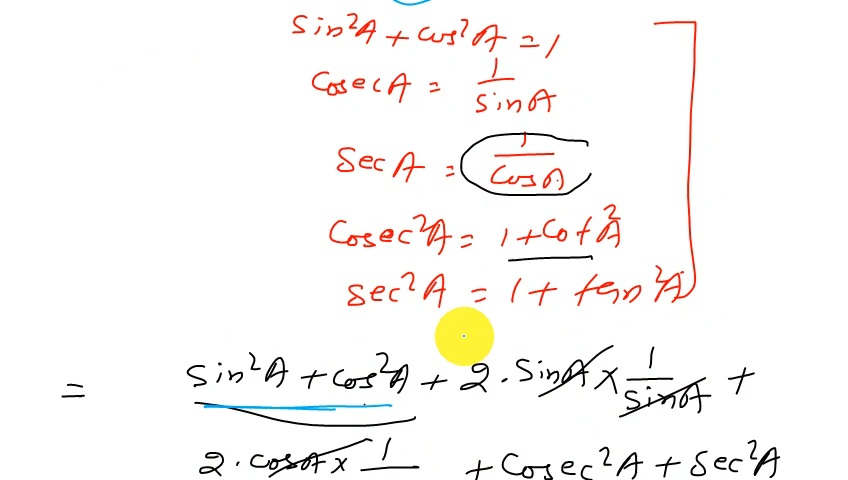 sin²A + cos²A = 1
cosecA = 1/sinA
secA = 1/cosA
cosec²A = 1 + cot²A
sec²A = 1 + tan²A
= sin²A + cos²A + 2 · sinA × 1/sinA +
2 · cosA × 1/ + cosec²A + sec²A